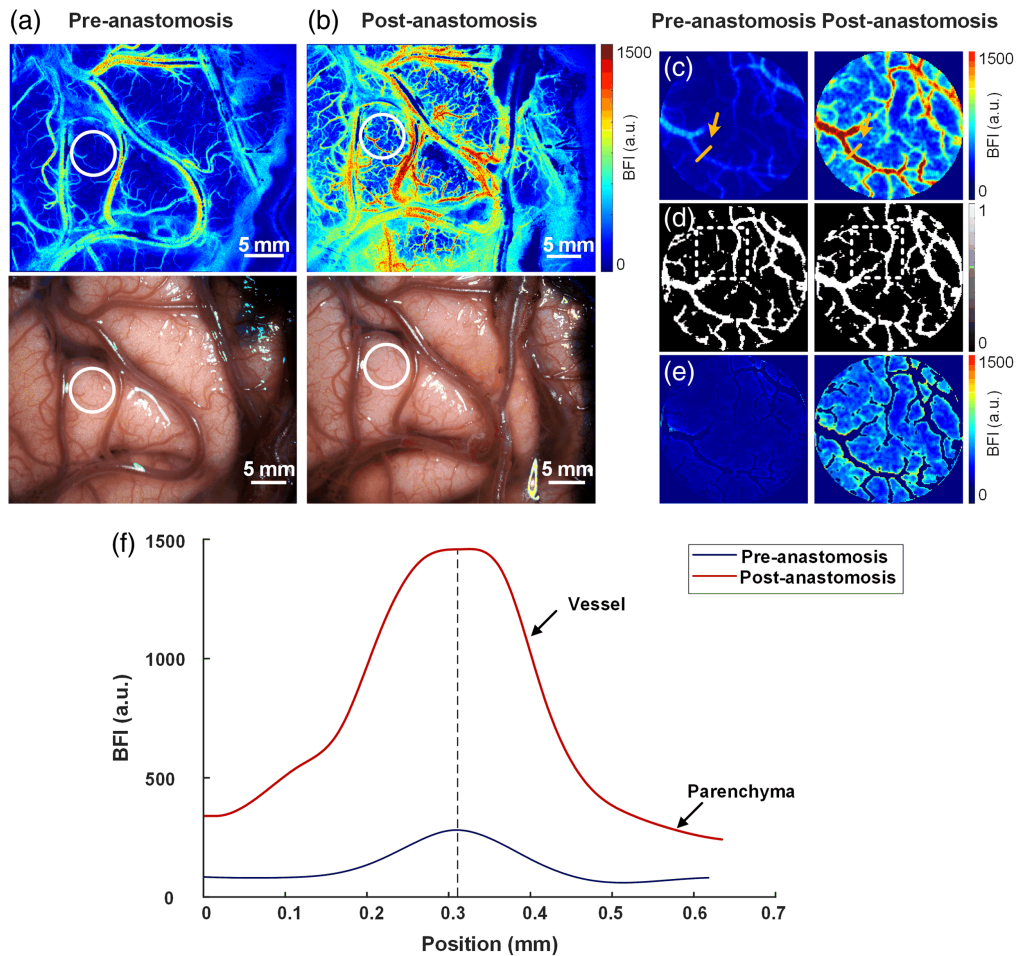 (a) Pre-anastomosis
(b) Post-anastomosis
Pre-anastomosis Post-anastomosis
5 mm
5 mm
1500
BFI (a.u.)
0
5 mm
5 mm
(c)
1500
BFI (a.u.)
0
(d)
1
0
(e)
1500
BFI (a.u.)
0
(f)
1500
1000
500
0
BFI (a.u.)
0 0.1 0.2 0.3 0.4 0.5 0.6 0.7
Position (mm)
Vessel
Parenchyma
Pre-anastomosis
Post-anastomosis